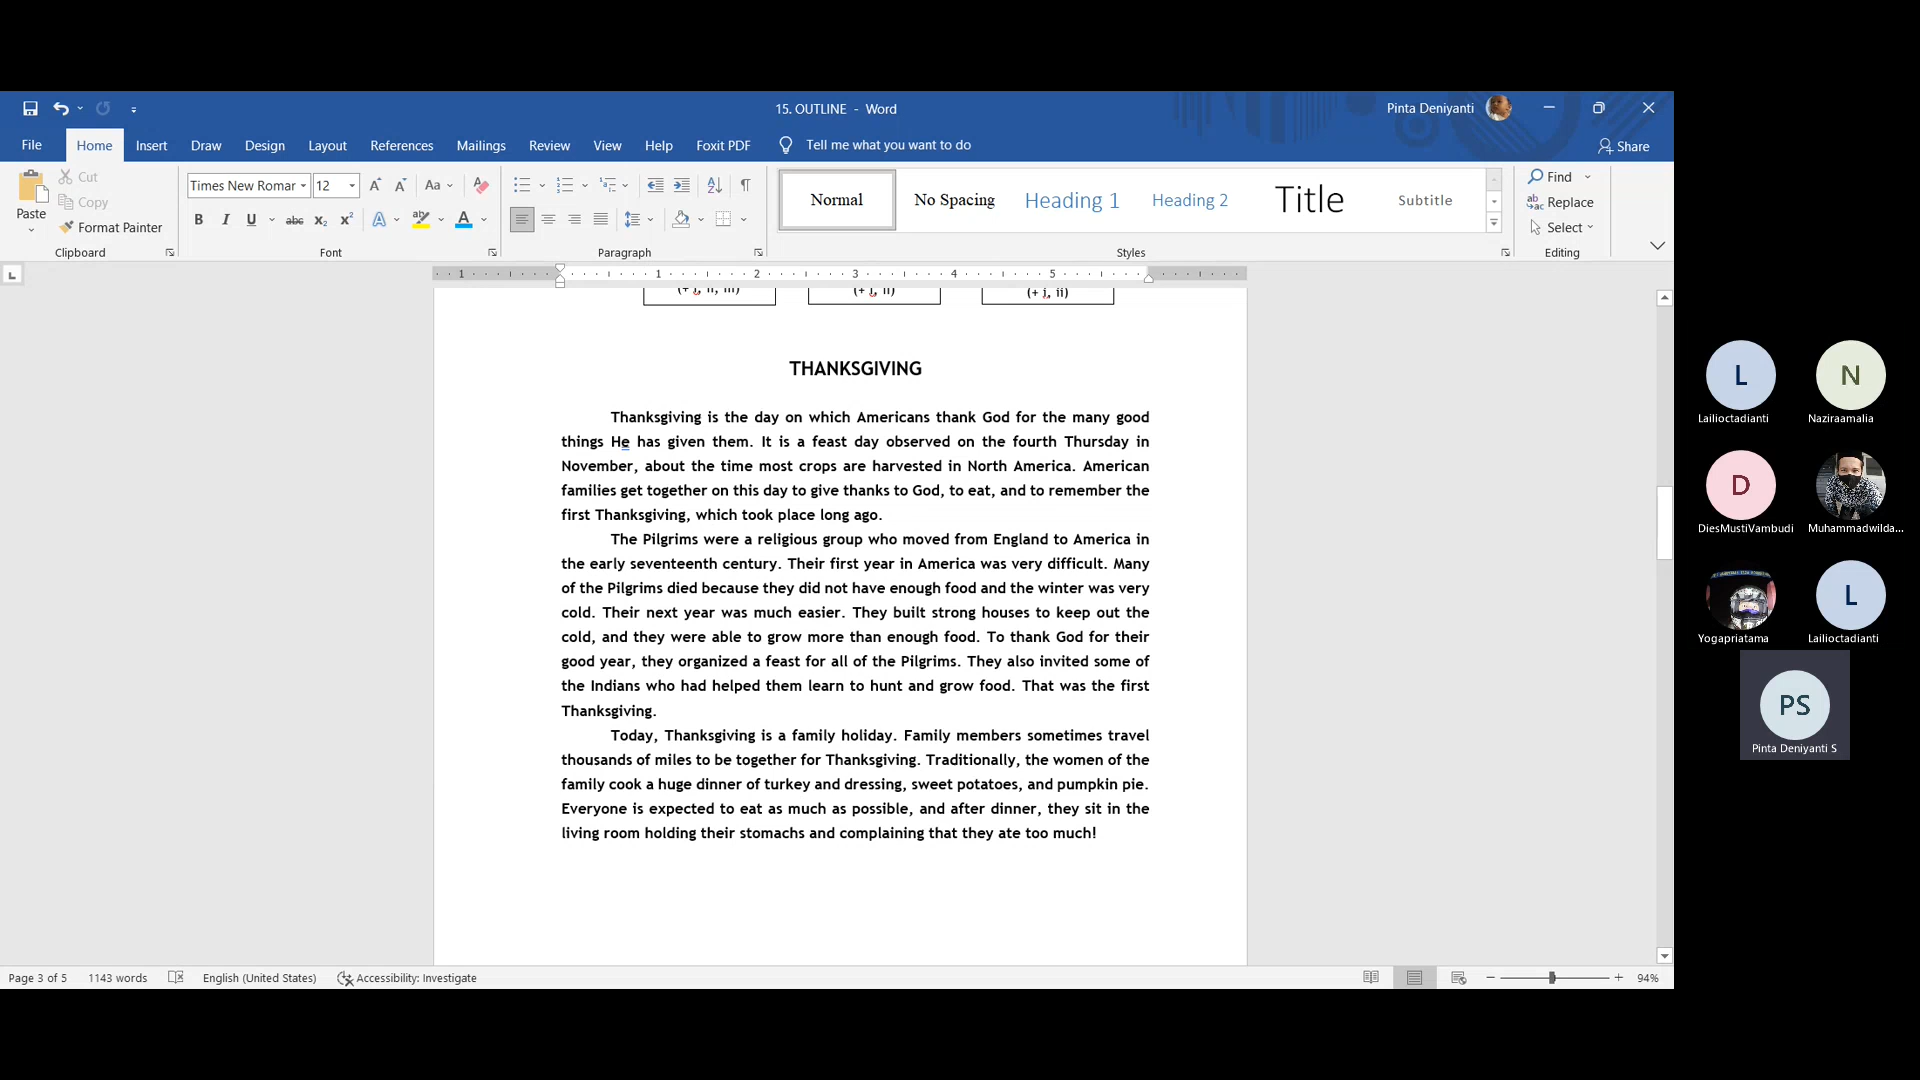 15. OUTLINE - Word
Pinta Deniyanti
File Home Insert Draw Design Layout References Mailings Review View Help Foxit PDF Tell me what you want to do Share
Paste
Cut
Copy
Format Painter
Clipboard
Times New Romar 12
Aa
B I U abc x₂ x² A A
Font
Paragraph
Normal
No Spacing
Heading 1
Heading 2
Title
Subtitle
Styles
Find
Replace
Select
Editing
1 1 2 3 4 5
(+ i, ii, iii) (+ i, ii) (+ i, ii)
THANKSGIVING
Thanksgiving is the day on which Americans thank God for the many good
things He has given them. It is a feast day observed on the fourth Thursday in
November, about the time most crops are harvested in North America. American
families get together on this day to give thanks to God, to eat, and to remember the
first Thanksgiving, which took place long ago.
The Pilgrims were a religious group who moved from England to America in
the early seventeenth century. Their first year in America was very difficult. Many
of the Pilgrims died because they did not have enough food and the winter was very
cold. Their next year was much easier. They built strong houses to keep out the
cold, and they were able to grow more than enough food. To thank God for their
good year, they organized a feast for all of the Pilgrims. They also invited some of
the Indians who had helped them learn to hunt and grow food. That was the first
Thanksgiving.
Today, Thanksgiving is a family holiday. Family members sometimes travel
thousands of miles to be together for Thanksgiving. Traditionally, the women of the
family cook a huge dinner of turkey and dressing, sweet potatoes, and pumpkin pie.
Everyone is expected to eat as much as possible, and after dinner, they sit in the
living room holding their stomachs and complaining that they ate too much!
Page 3 of 5 1143 words English (United States) Accessibility: Investigate 94%
L N
Lailioctadianti Naziraamalia
D
DiesMustiVambudi Muhammadwilda...
L
Yogapriatama Lailioctadianti
PS
Pinta Deniyanti S